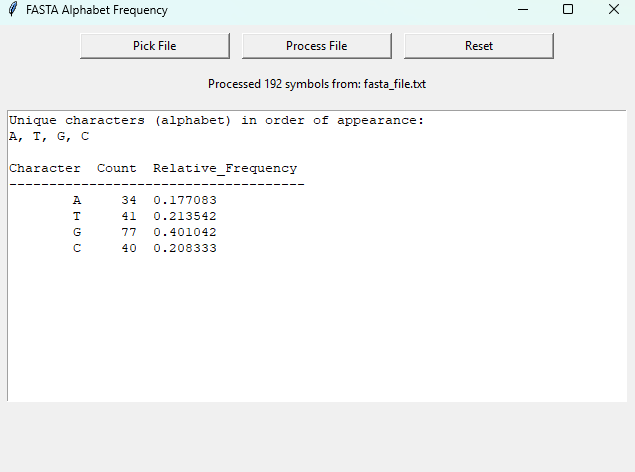 FASTA Alphabet Frequency
Pick File Process File Reset
Processed 192 symbols from: fasta_file.txt
Unique characters (alphabet) in order of appearance:
A, T, G, C
Character Count Relative_Frequency
-------------------------------------
A 34 0.177083
T 41 0.213542
G 77 0.401042
C 40 0.208333